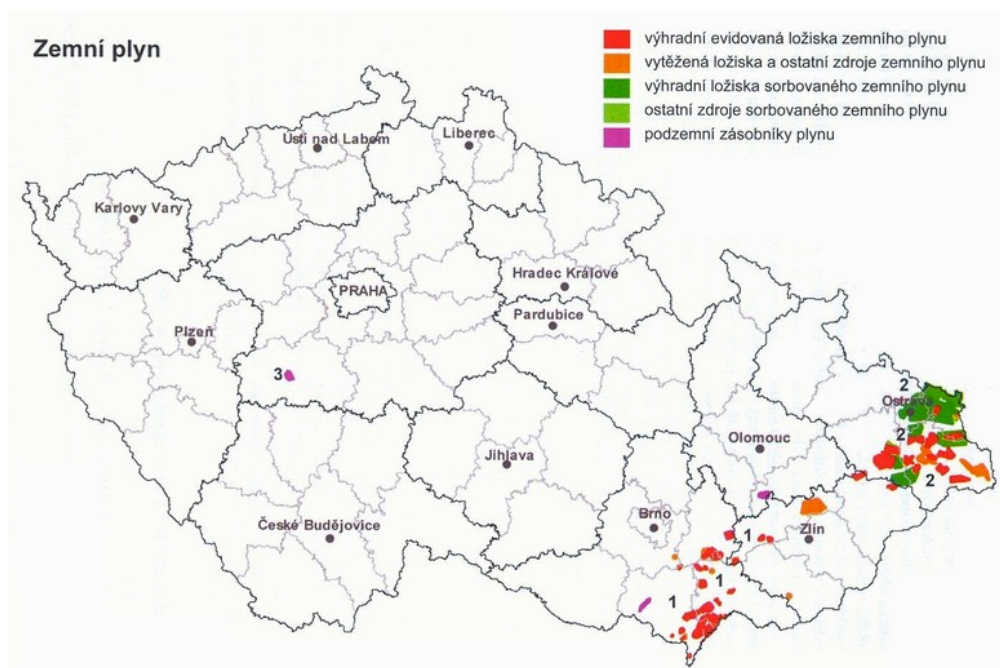 Zemní plyn
výhradní evidovaná ložiska zemního plynu
vytěžená ložiska a ostatní zdroje zemního plynu
výhradní ložiska sorbovaného zemního plynu
ostatní zdroje sorbovaného zemního plynu
podzemní zásobníky plynu
Ústí nad Labem
Liberec
Karlovy Vary
Hradec Králové
PRAHA
Pardubice
Plzeň
3
2
Ostrava
2
Olomouc
Jihlava
2
Brno
České Budějovice
Zlín
1
1
1